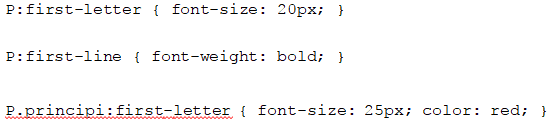 P:first-letter { font-size: 20px; }
P:first-line { font-weight: bold; }
P.principi:first-letter { font-size: 25px; color: red; }